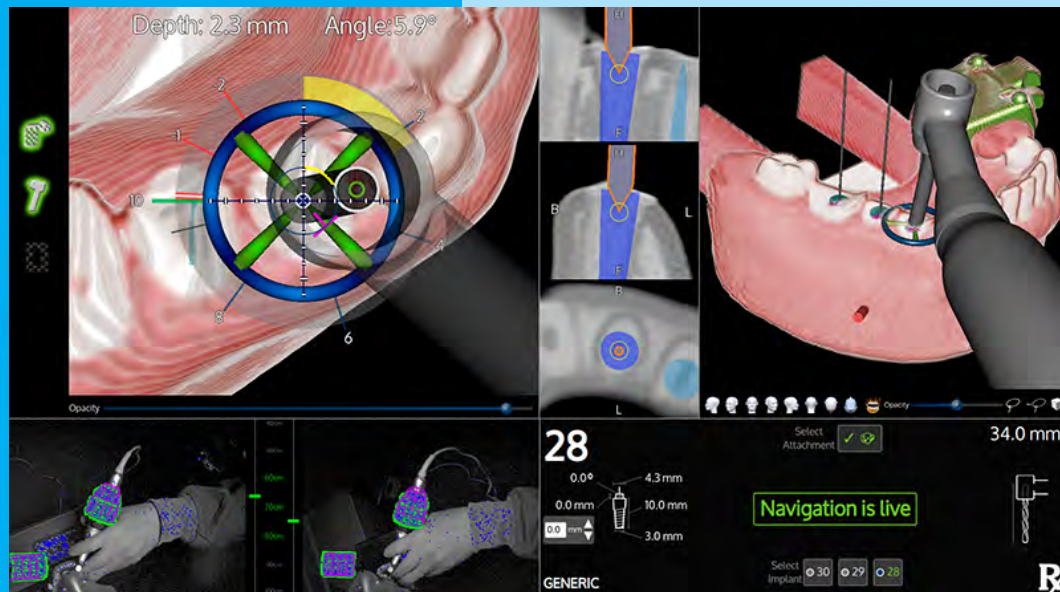 Depth: 2.3 mm Angle: 5.9°
-2
2
-1
10
4
8
6
Opacity
H
F
H
B L
F
B
L
Opacity
28
0.0° 4.3 mm
0.0 mm 10.0 mm
0.0 mm
3.0 mm
GENERIC
Select
Attachment
34.0 mm
Navigation is live
Select
Implant
30 29 28
Rx